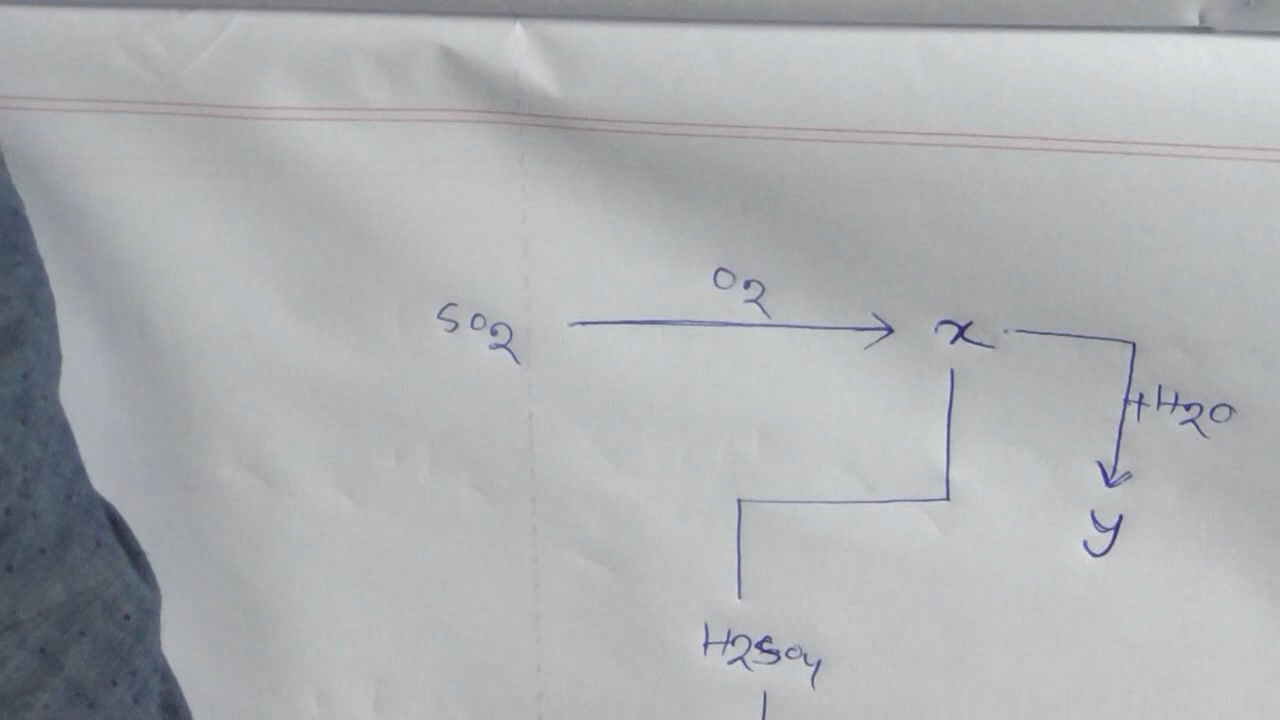 O2
SO2 → x
+H2O
y
H2SO4